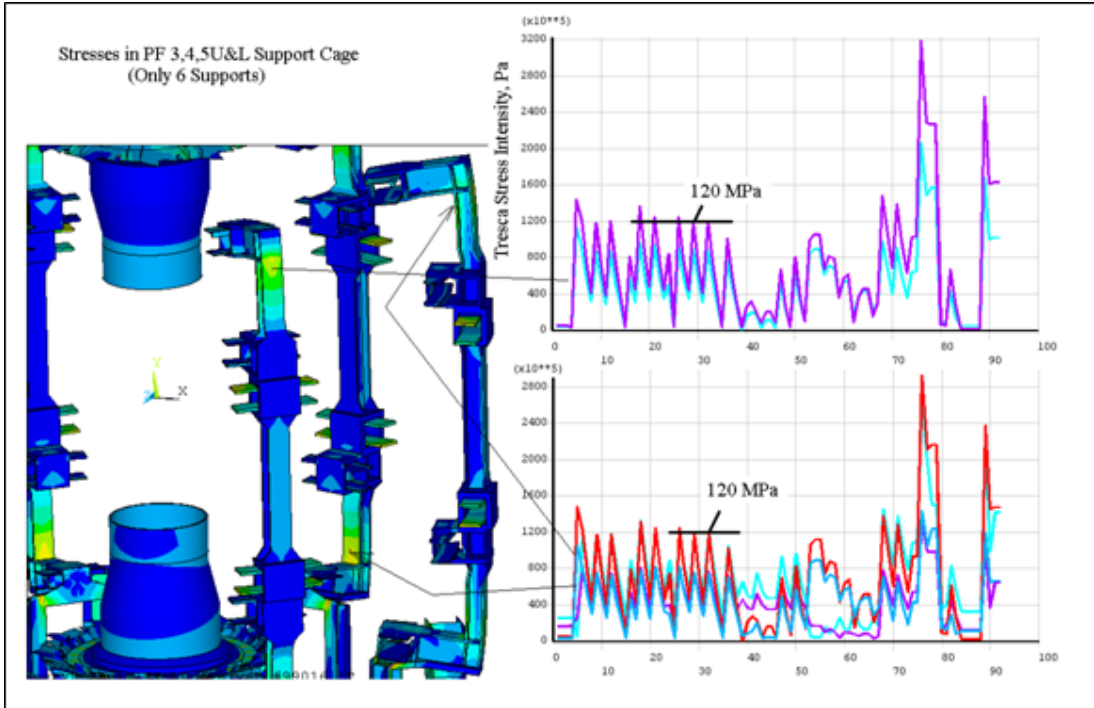 Stresses in PF 3,4,5U&L Support Cage
(Only 6 Supports)
Y
Z
X
(x10**5)
Tresca Stress Intensity, Pa
3200
2800
2400
2000
1600
1200
800
400
0
120 MPa
0 10 20 30 40 50 60 70 80 90 100
(x10**5)
2800
2400
2000
1600
1200
800
400
0
120 MPa
0 10 20 30 40 50 60 70 80 90 100